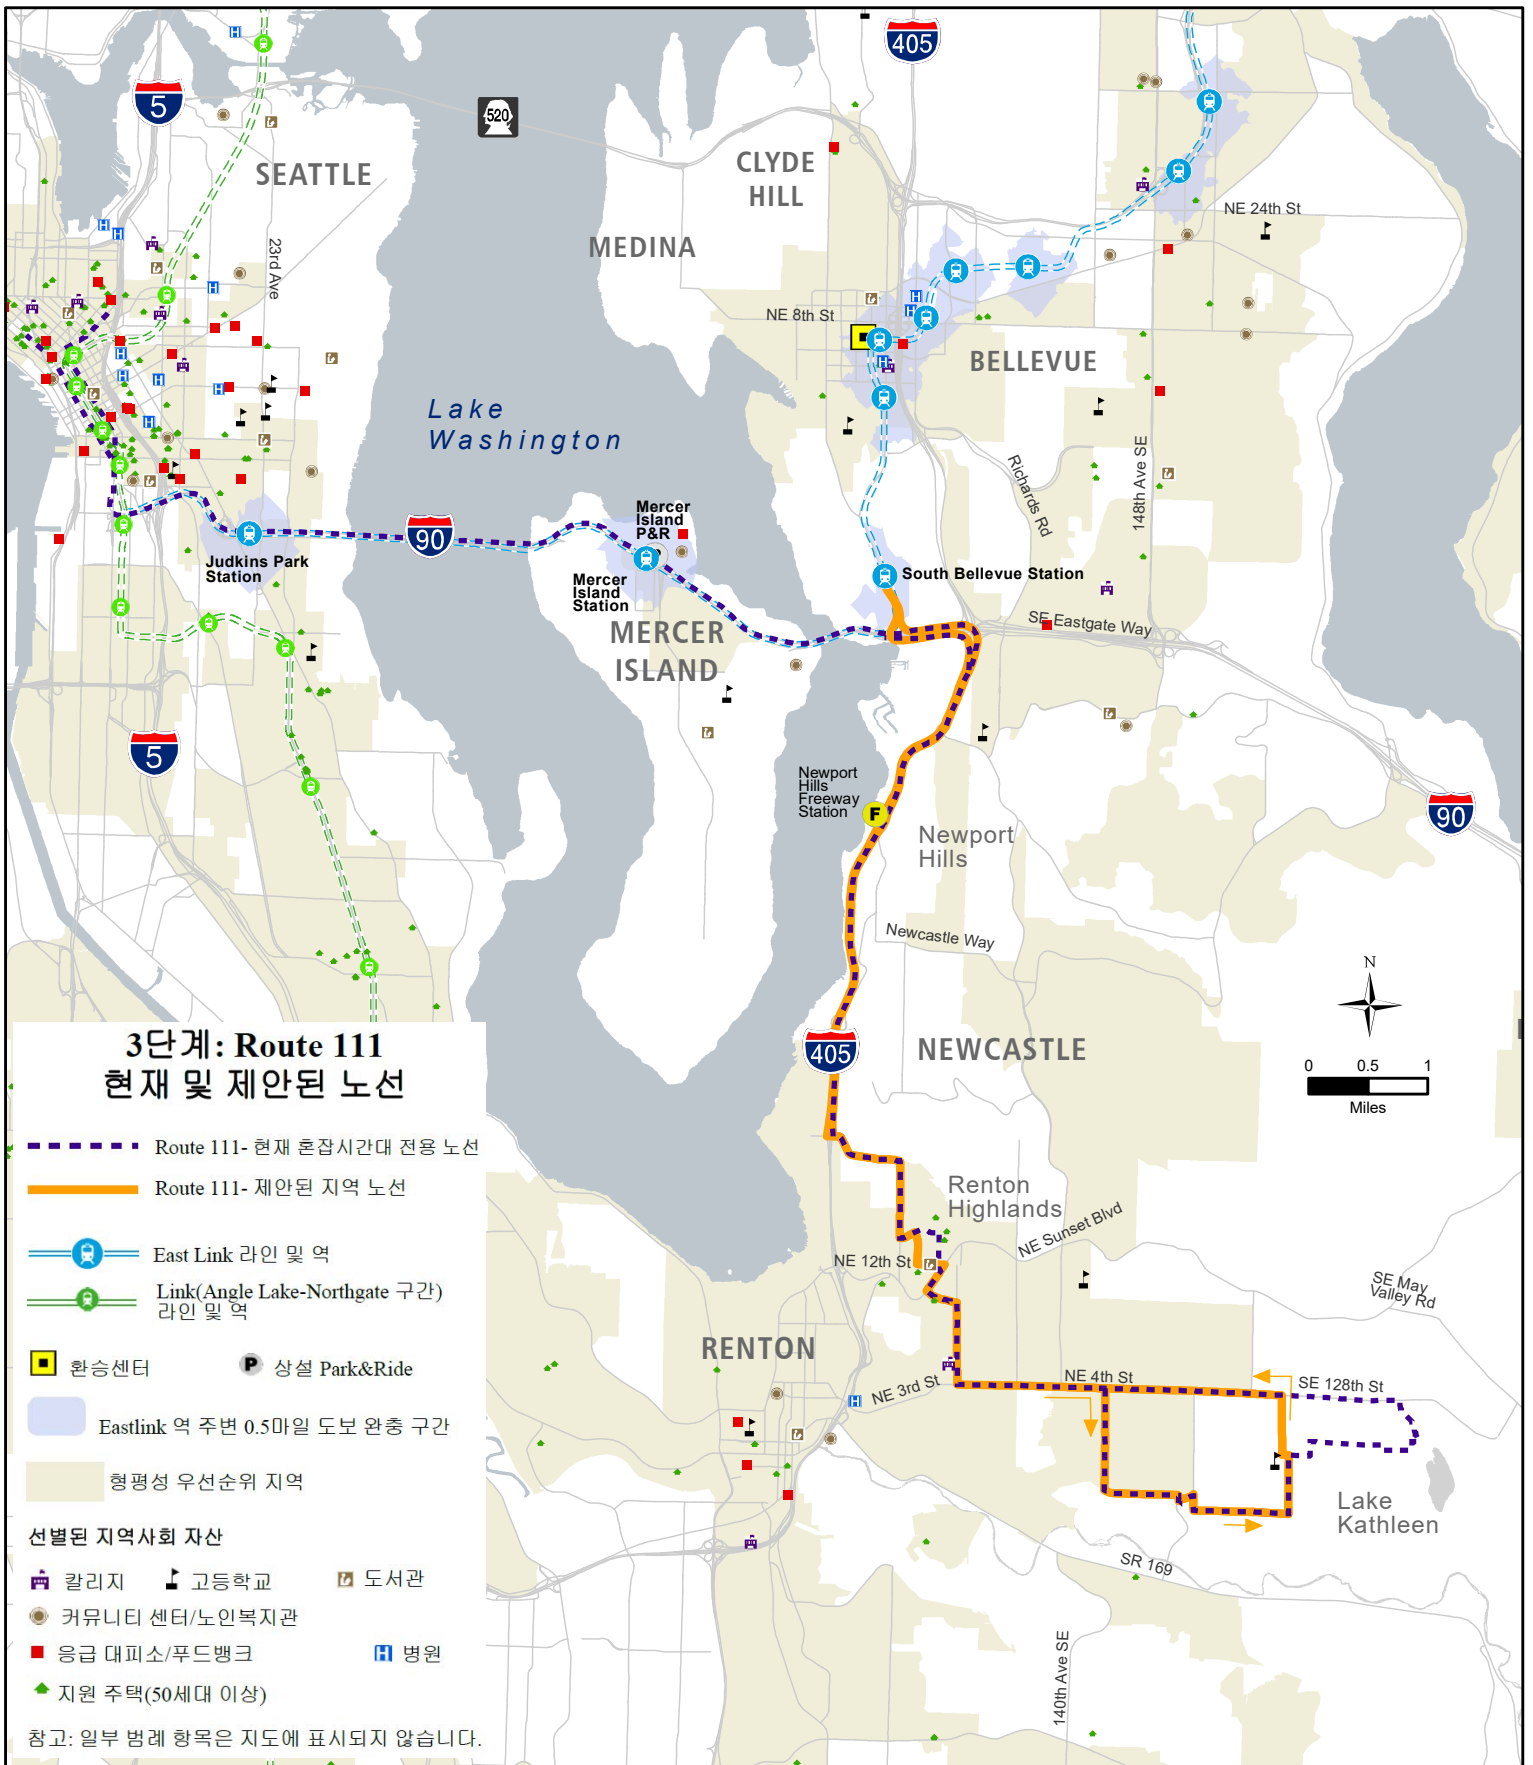 405
5
520
SEATTLE
CLYDE
HILL
NE 24th St
MEDINA
23rd Ave
NE 8th St
BELLEVUE
Lake
Washington
Richards Rd
148th Ave SE
Mercer
Island
P&R
90
Judkins Park
Station
Mercer
Island
Station
South Bellevue Station
SE Eastgate Way
MERCER
ISLAND
5
Newport
Hills
Freeway
Station
F
90
Newport
Hills
Newcastle Way
N
405
NEWCASTLE
0 0.5 1
Miles
Renton
Highlands
NE Sunset Blvd
NE 12th St
SE May
Valley Rd
RENTON
NE 3rd St
NE 4th St
SE 128th St
Lake
Kathleen
SR 169
140th Ave SE
3단계: Route 111
현재 및 제안된 노선
Route 111- 현재 혼잡시간대 전용 노선
Route 111- 제안된 지역 노선
East Link 라인 및 역
Link(Angle Lake-Northgate 구간)
라인 및 역
환승센터 P 상설 Park&Ride
Eastlink 역 주변 0.5마일 도보 완충 구간
형평성 우선순위 지역
선별된 지역사회 자산
칼리지 고등학교 도서관
커뮤니티 센터/노인복지관
응급 대피소/푸드뱅크 H 병원
지원 주택(50세대 이상)
참고: 일부 범례 항목은 지도에 표시되지 않습니다.